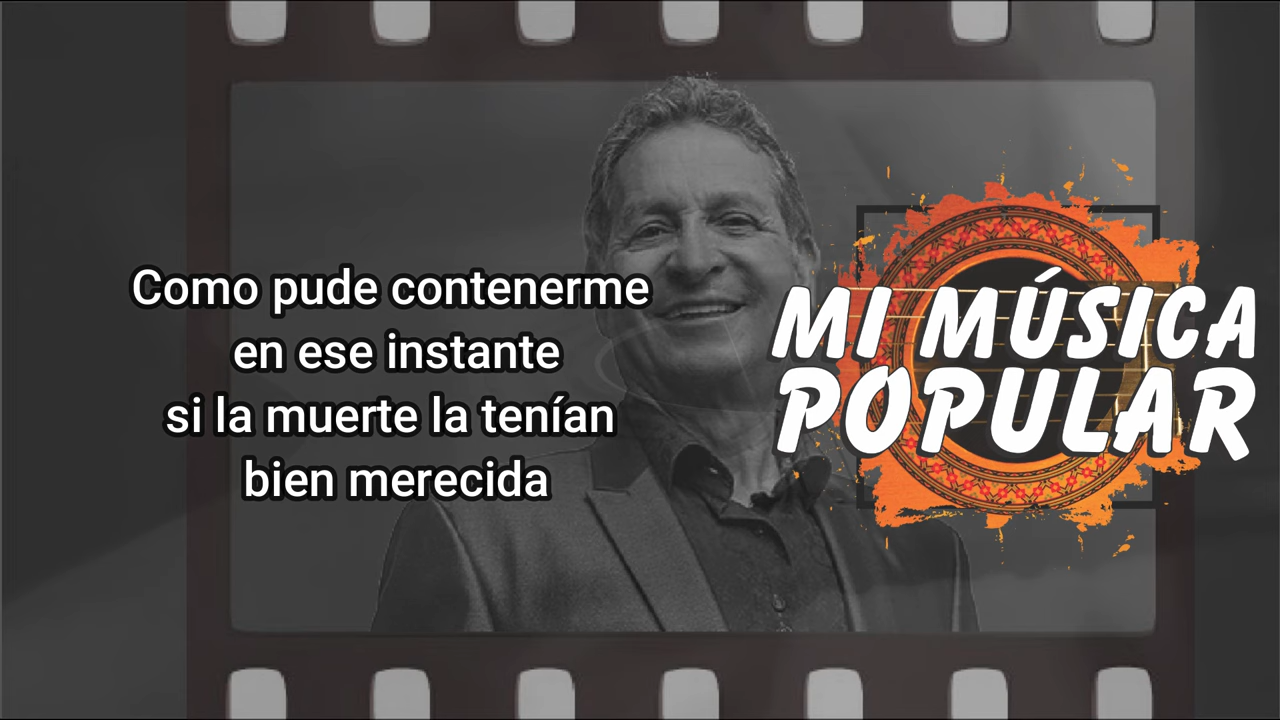 Como pude contenerme
en ese instante
si la muerte la tenían
bien merecida
MI MÚSICA
POPULAR